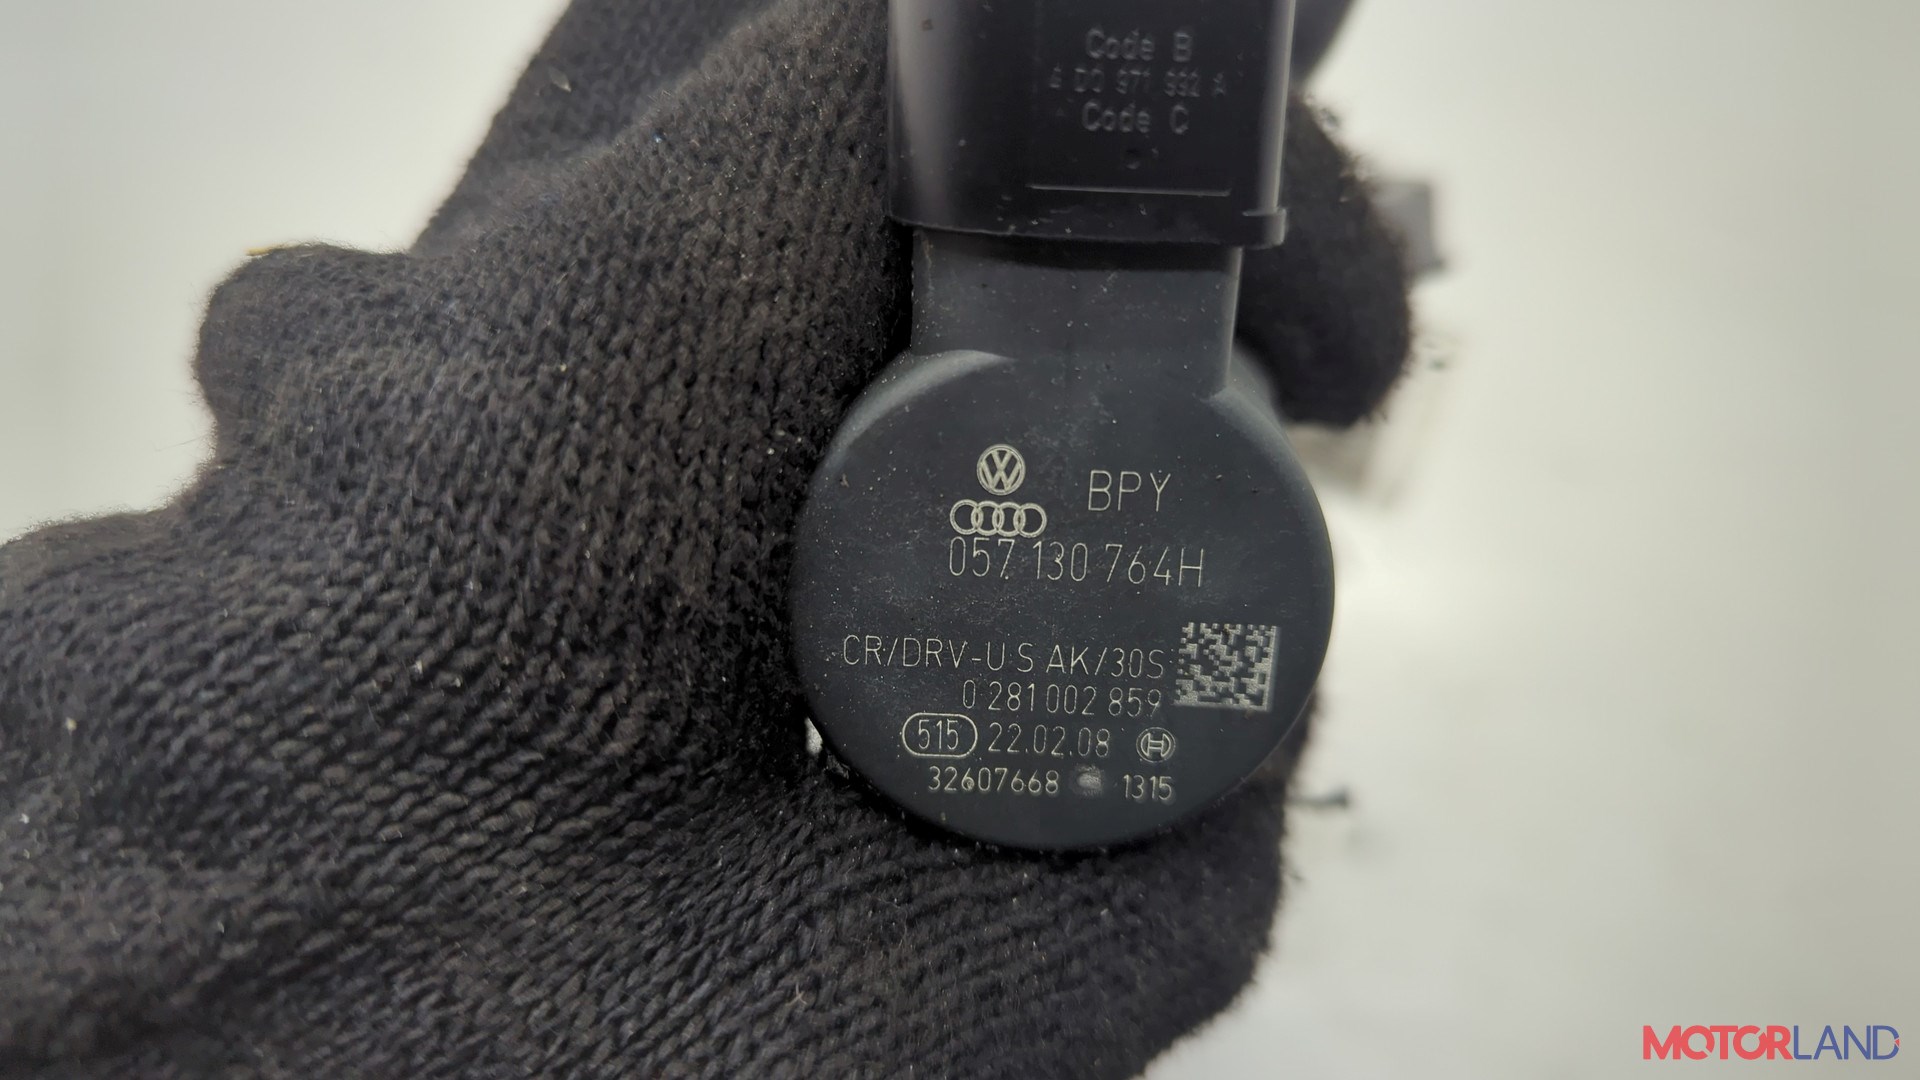 Code B
4 D0 971 992 A
Code C
C
BPY
057 130 764H
CR/DRV-U S AK/30S
0 281 002 859
515 22.02.08
32607668 1315
MOTORLAND